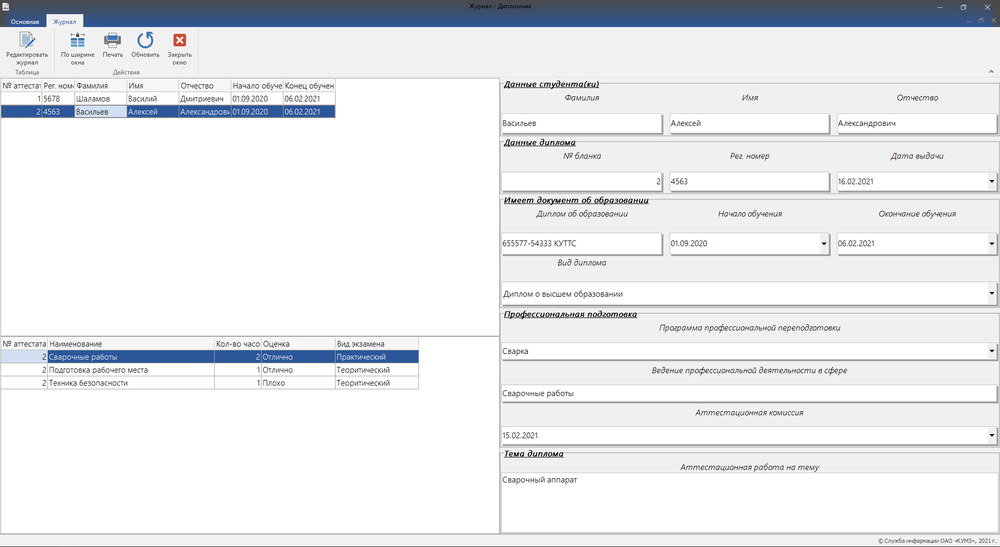 Журнал - Дипломчик
Основная
Журнал
Редактировать
журнал
По ширине
окна
Печать
Обновить
Закрыть
окно
Таблица
Действия
№ аттестат Рег. ном Фамилия Имя Отчество Начало обуче Конец обучен
1 5678 Шаламов Василий Дмитриевич 01.09.2020 06.02.2021
2 4563 Васильев Алексей Александрови 01.09.2020 06.02.2021
№ аттестата Наименование Кол-во часо Оценка Вид экзамена
2 Сварочные работы 2 Отлично Практический
2 Подготовка рабочего места 1 Отлично Теоритический
2 Техника безопасности 1 Плохо Теоритический
Данные студента(ки)
Фамилия Имя Отчество
Васильев Алексей Александрович
Данные диплома
№ бланка Рег. номер Дата выдачи
2 4563 16.02.2021
Имеет документ об образовании
Диплом об образовании Начало обучения Окончание обучения
655577-54333 КУТТС 01.09.2020 06.02.2021
Вид диплома
Диплом о высшем образовании
Профессиональная подготовка
Программа профессиональной переподготовки
Сварка
Ведение профессиональной деятельности в сфере
Сварочные работы
Аттестационная комиссия
15.02.2021
Тема диплома
Аттестационная работа на тему
Сварочный аппарат
© Служба информации ОАО «КУМЗ», 2021 г.